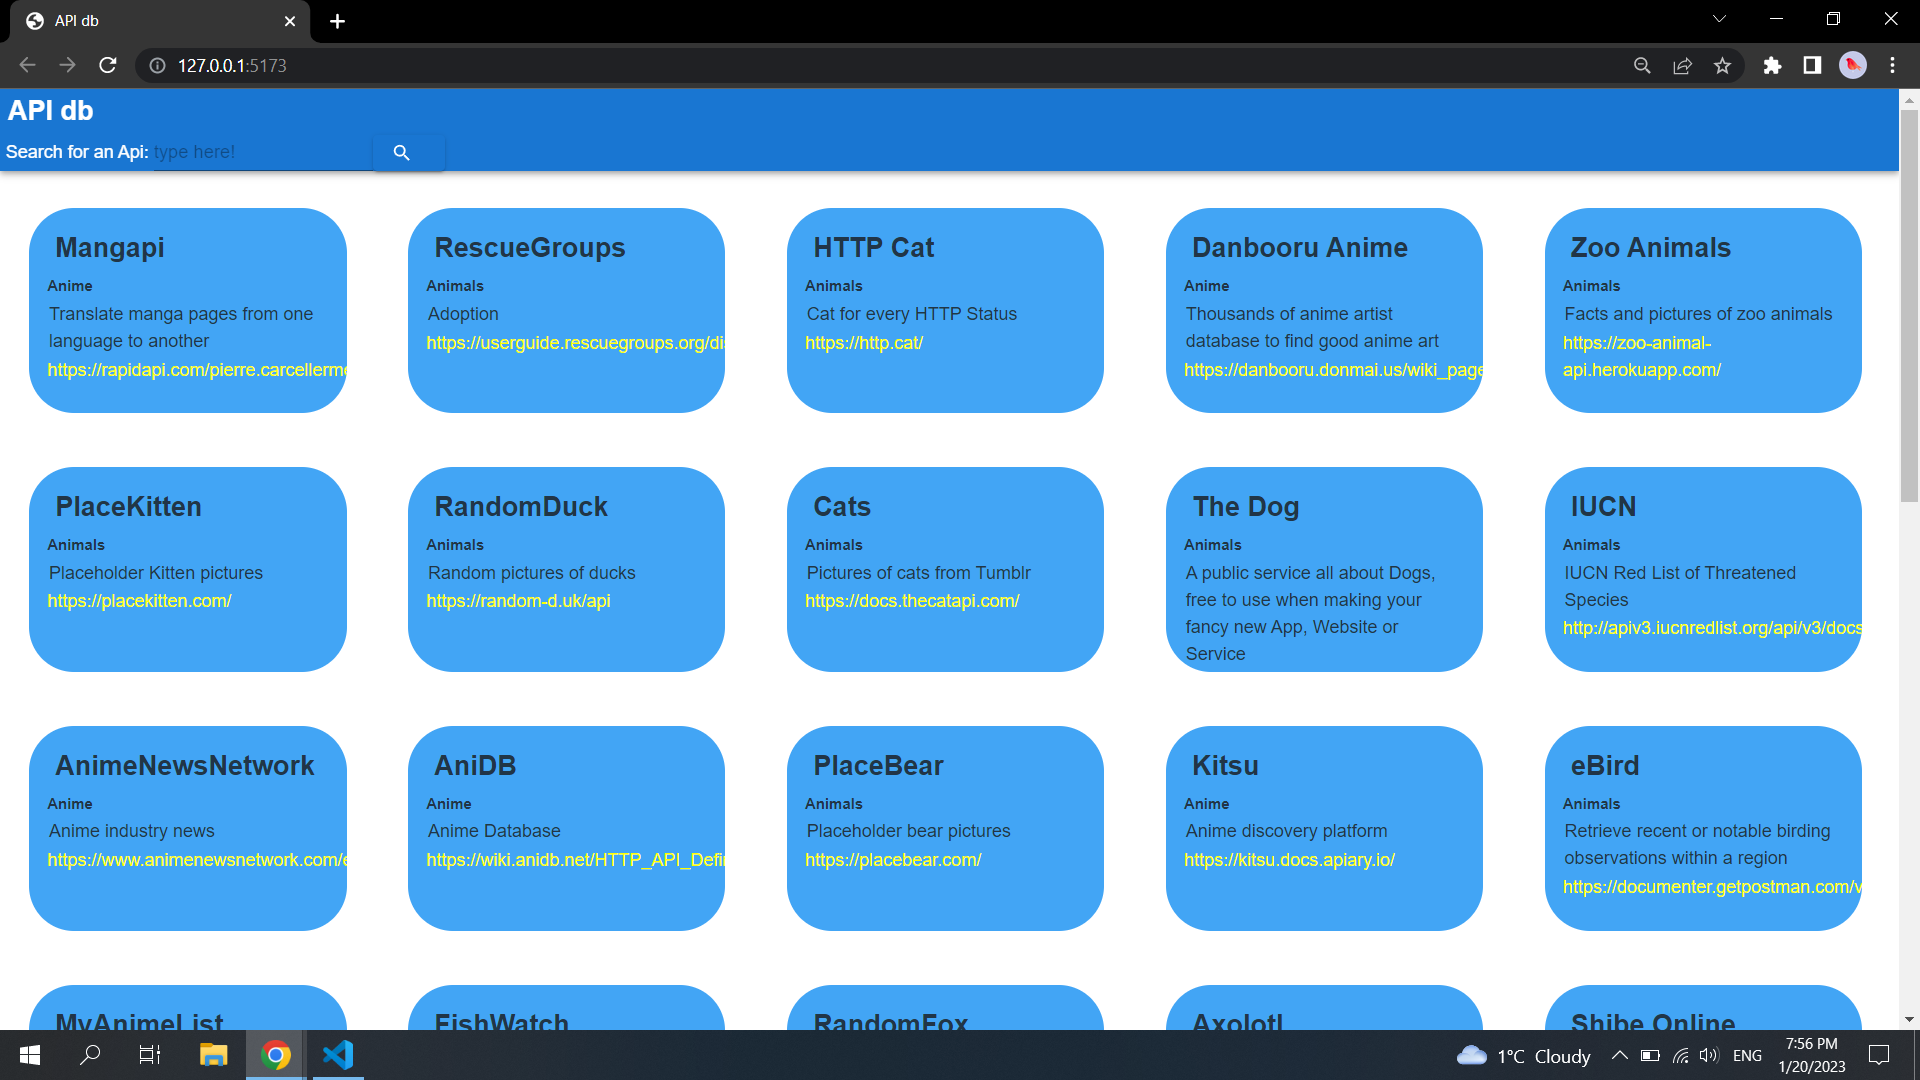 API db
127.0.0.1:5173
API db
Search for an Api: type here!
Mangapi
Anime
Translate manga pages from one
language to another
https://rapidapi.com/pierre.carcellerm
RescueGroups
Animals
Adoption
https://userguide.rescuegroups.org/di
HTTP Cat
Animals
Cat for every HTTP Status
https://http.cat/
Danbooru Anime
Anime
Thousands of anime artist
database to find good anime art
https://danbooru.donmai.us/wiki_page
Zoo Animals
Animals
Facts and pictures of zoo animals
https://zoo-animal-
api.herokuapp.com/
PlaceKitten
Animals
Placeholder Kitten pictures
https://placekitten.com/
RandomDuck
Animals
Random pictures of ducks
https://random-d.uk/api
Cats
Animals
Pictures of cats from Tumblr
https://docs.thecatapi.com/
The Dog
Animals
A public service all about Dogs,
free to use when making your
fancy new App, Website or
Service
IUCN
Animals
IUCN Red List of Threatened
Species
http://apiv3.iucnredlist.org/api/v3/docs
AnimeNewsNetwork
Anime
Anime industry news
https://www.animenewsnetwork.com/e
AniDB
Anime
Anime Database
https://wiki.anidb.net/HTTP_API_Defi
PlaceBear
Animals
Placeholder bear pictures
https://placebear.com/
Kitsu
Anime
Anime discovery platform
https://kitsu.docs.apiary.io/
eBird
Animals
Retrieve recent or notable birding
observations within a region
https://documenter.getpostman.com/v
MyAnimeList
FishWatch
RandomFox
Axolotl
Shibe Online
1°C Cloudy
ENG
7:56 PM
1/20/2023